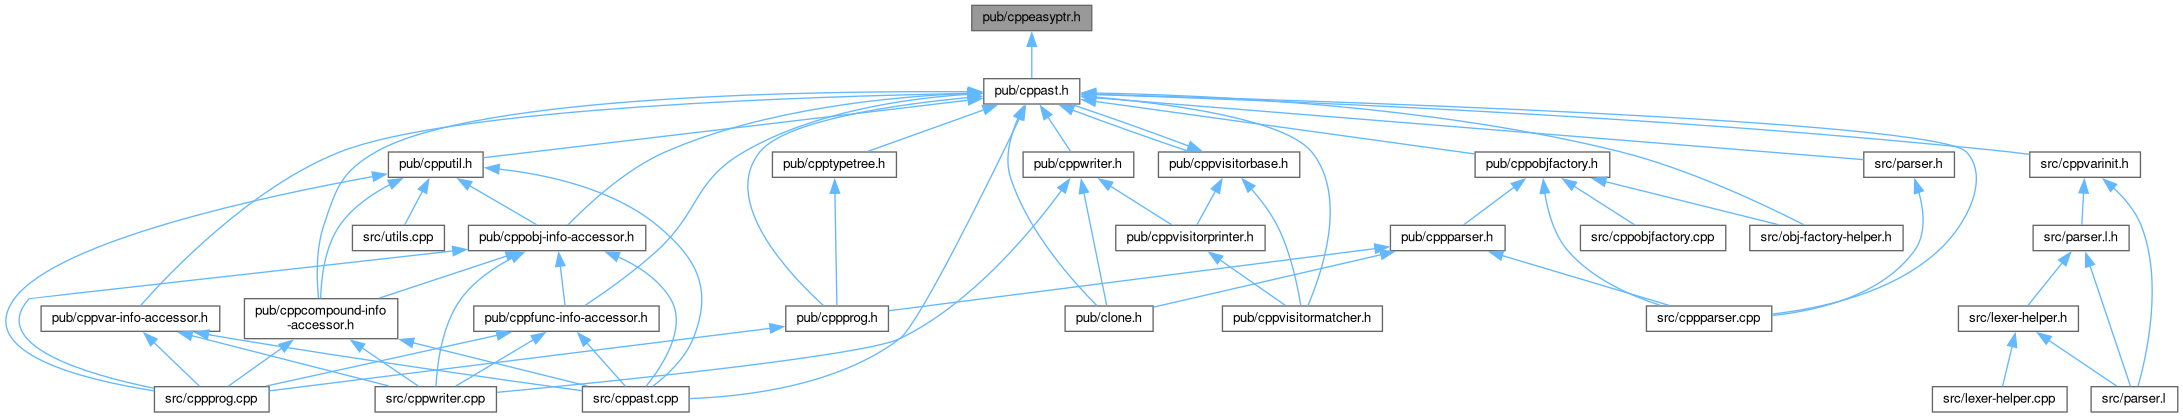 pub/cppeasyptr.h
pub/cppast.h
pub/cpputil.h
pub/cpptypetree.h
pub/cppwriter.h
pub/cppvisitorbase.h
pub/cppobjfactory.h
src/parser.h
src/cppvarinit.h
src/utils.cpp
pub/cppobj-info-accessor.h
pub/cppvisitorprinter.h
pub/cppparser.h
src/cppobjfactory.cpp
src/obj-factory-helper.h
src/parser.l.h
pub/cppvar-info-accessor.h
pub/cppcompound-info
-accessor.h
pub/cppfunc-info-accessor.h
pub/cppprog.h
pub/clone.h
pub/cppvisitormatcher.h
src/cppparser.cpp
src/lexer-helper.h
src/cppprog.cpp
src/cppwriter.cpp
src/cppast.cpp
src/lexer-helper.cpp
src/parser.l